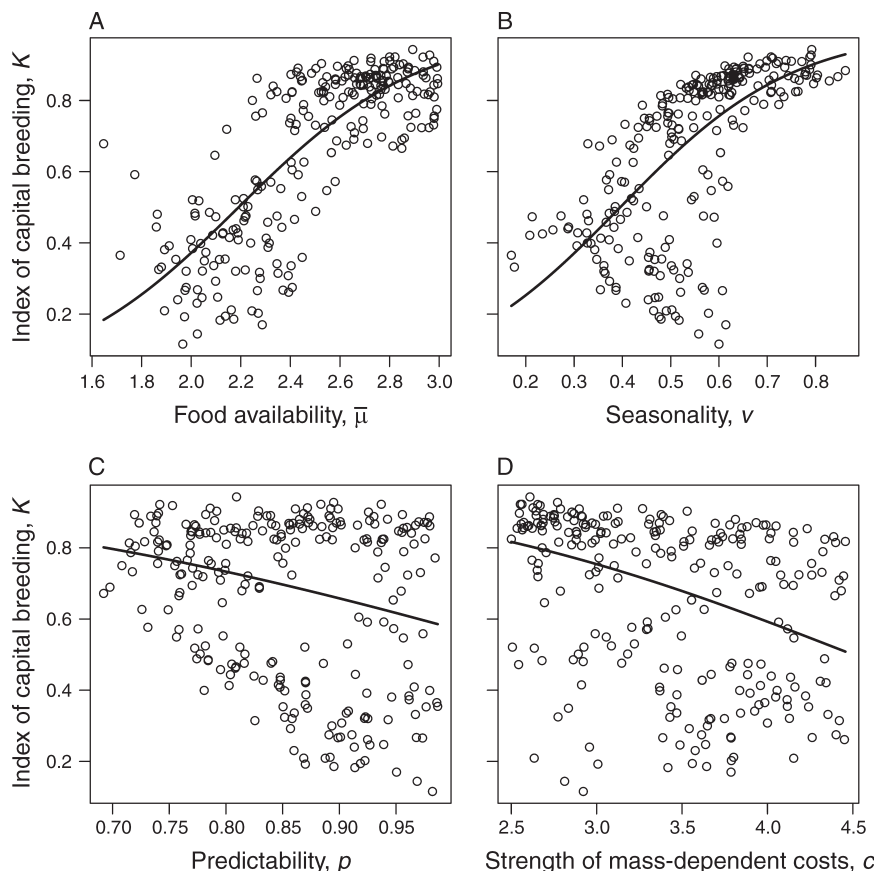 A
Index of capital breeding, K
0.8
0.6
0.4
0.2
1.6 1.8 2.0 2.2 2.4 2.6 2.8 3.0
Food availability, μ̅
B
0.2 0.3 0.4 0.5 0.6 0.7 0.8
Seasonality, v
C
Index of capital breeding, K
0.8
0.6
0.4
0.2
0.70 0.75 0.80 0.85 0.90 0.95
Predictability, p
D
2.5 3.0 3.5 4.0 4.5
Strength of mass-dependent costs, c